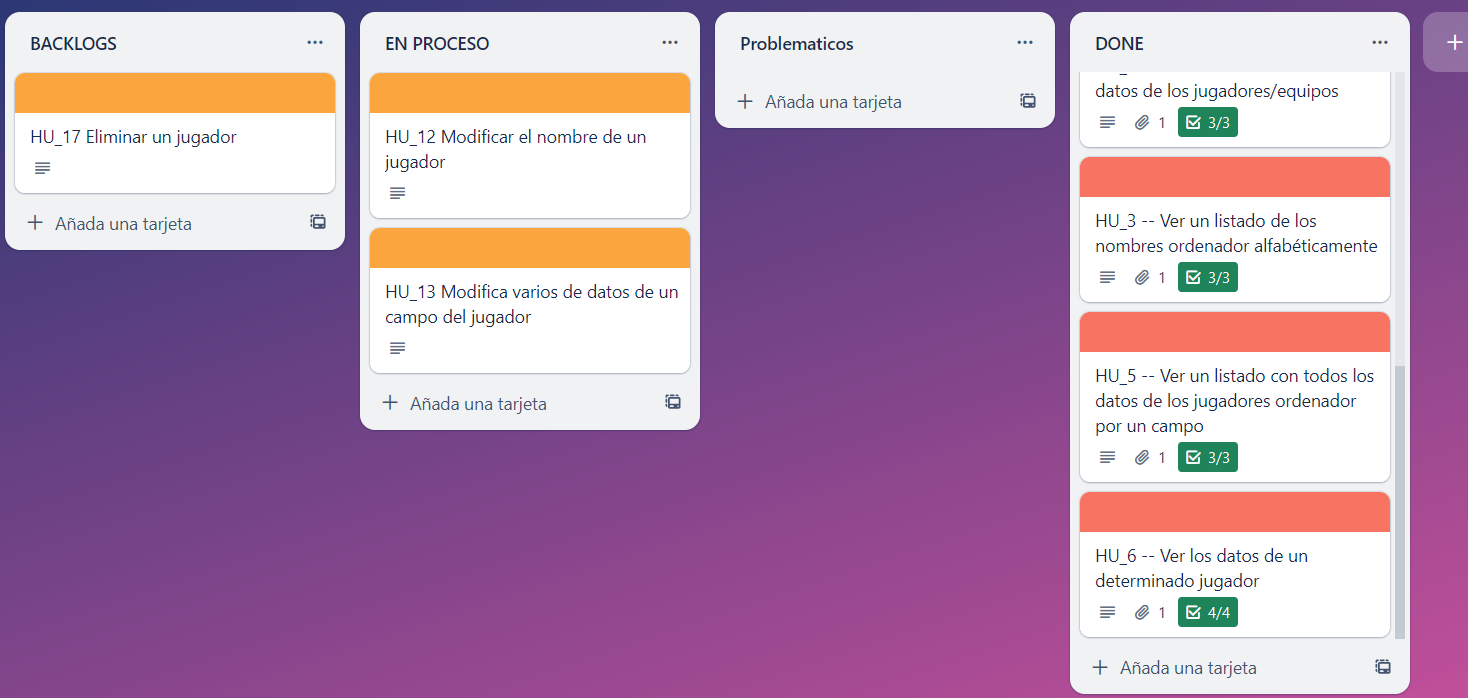 BACKLOGS
HU_17 Eliminar un jugador
Añada una tarjeta
EN PROCESO
HU_12 Modificar el nombre de un
jugador
HU_13 Modifica varios de datos de un
campo del jugador
Añada una tarjeta
Problematicos
Añada una tarjeta
DONE
datos de los jugadores/equipos
1 3/3
HU_3 -- Ver un listado de los
nombres ordenador alfabéticamente
1 3/3
HU_5 -- Ver un listado con todos los
datos de los jugadores ordenador
por un campo
1 3/3
HU_6 -- Ver los datos de un
determinado jugador
1 4/4
Añada una tarjeta